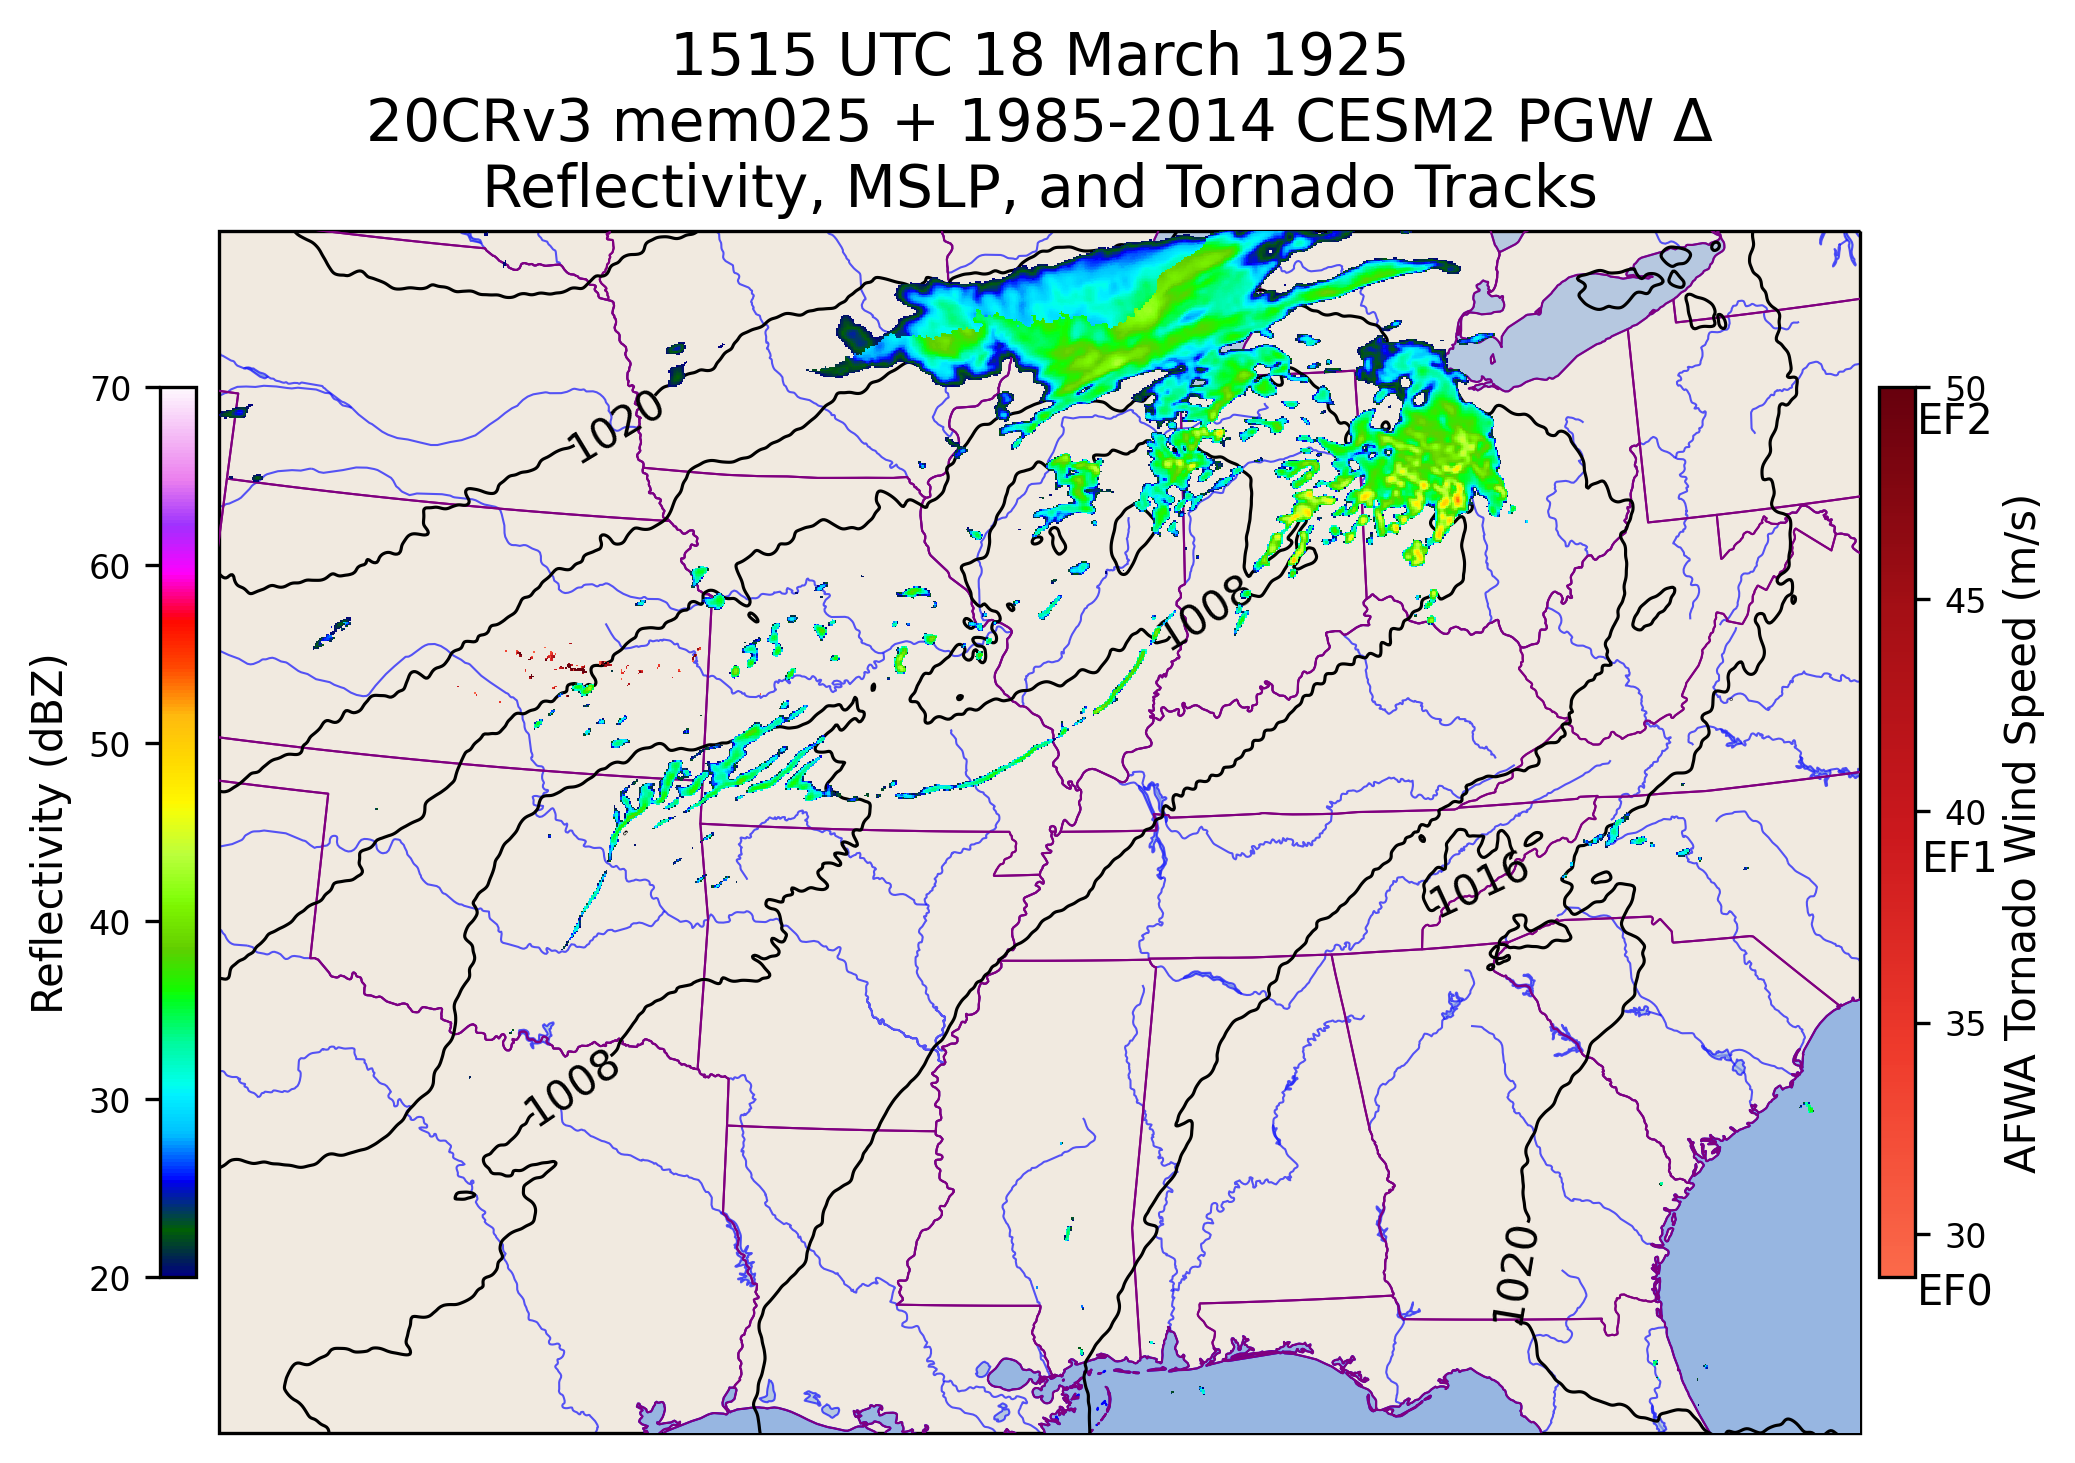 1515 UTC 18 March 1925
20CRv3 mem025 + 1985-2014 CESM2 PGW Δ
Reflectivity, MSLP, and Tornado Tracks
Reflectivity (dBZ)
70
60
50
40
30
20
1020
1008
1016
1008
1020
50
EF2
45
40
EF1
35
30
EF0
AFWA Tornado Wind Speed (m/s)